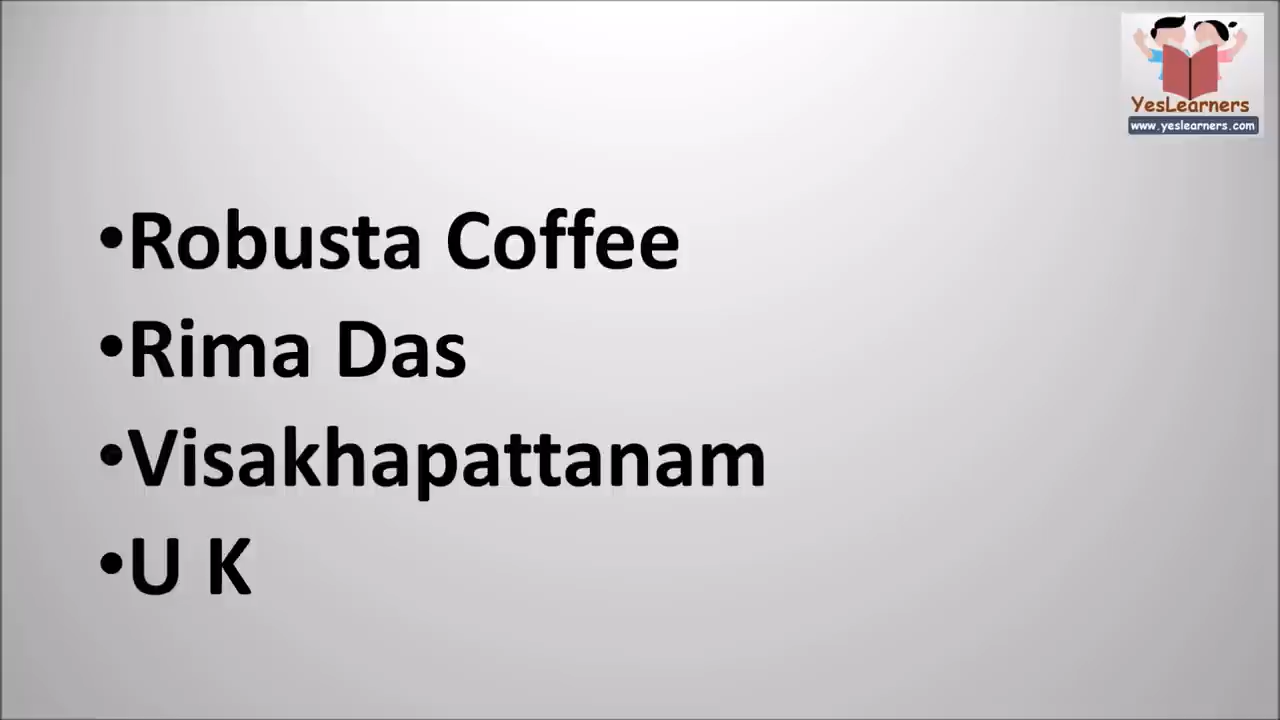 YesLearners
www.yeslearners.com
•Robusta Coffee
•Rima Das
•Visakhapattanam
•U K